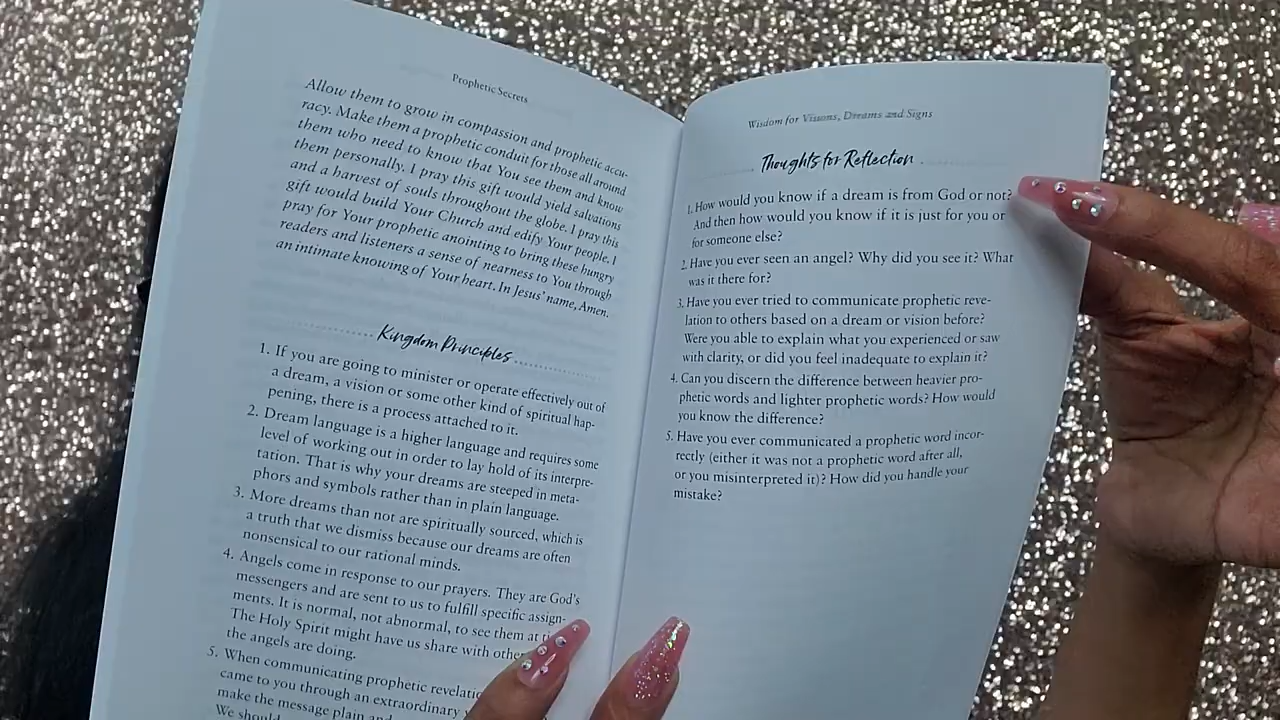 Prophetic Secrets
Allow them to grow in compassion and prophetic accu-
racy. Make them a prophetic conduit for those all around
them who need to know that You see them and know
them personally. I pray this gift would yield salvations
and a harvest of souls throughout the globe. I pray this
gift would build Your Church and edify Your people. I
pray for Your prophetic anointing to bring these hungry
readers and listeners a sense of nearness to You through
an intimate knowing of Your heart. In Jesus' name, Amen.
Kingdom Principles
1. If you are going to minister or operate effectively out of
a dream, a vision or some other kind of spiritual hap-
pening, there is a process attached to it.
2. Dream language is a higher language and requires some
level of working out in order to lay hold of its interpre-
tation. That is why your dreams are steeped in meta-
phors and symbols rather than in plain language.
3. More dreams than not are spiritually sourced, which is
a truth that we dismiss because our dreams are often
nonsensical to our rational minds.
4. Angels come in response to our prayers. They are God's
messengers and are sent to us to fulfill specific assign-
ments. It is normal, not abnormal, to see them at
The Holy Spirit might have us share with
the angels are doing.
5. When communicating prophetic
came to you through an extraordinary
make the message plain and
We
Wisdom for Visions, Dreams and Signs
Thoughts for Reflection
1. How would you know if a dream is from God or not?
And then how would you know if it is just for you or
for someone else?
2. Have you ever seen an angel? Why did you see it? What
was it there for?
3. Have you ever tried to communicate prophetic reve-
lation to others based on a dream or vision before?
Were you able to explain what you experienced or saw
with clarity, or did you feel inadequate to explain it?
4. Can you discern the difference between heavier pro-
phetic words and lighter prophetic words? How would
you know the difference?
5. Have you ever communicated a prophetic word incor-
rectly (either it was not a prophetic word after all,
or you misinterpreted it)? How did you handle your
mistake?